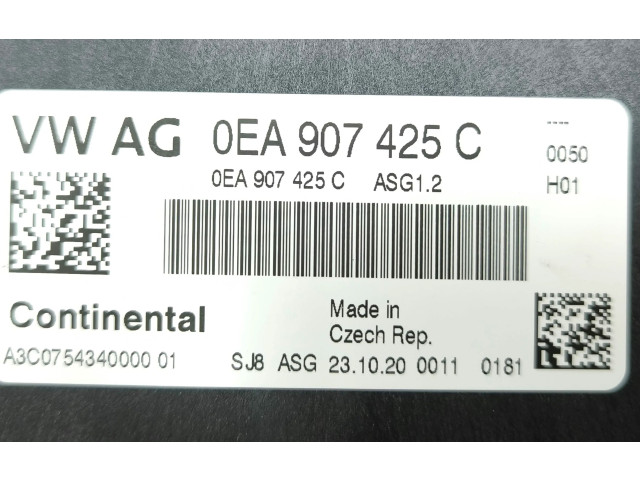 VW AG 0EA 907 425 C ----
0EA 907 425 C ASG1.2 0050
H01
Continental Made in
Czech Rep.
A3C0754340000 01 SJ8 ASG 23.10.20 0011 0181